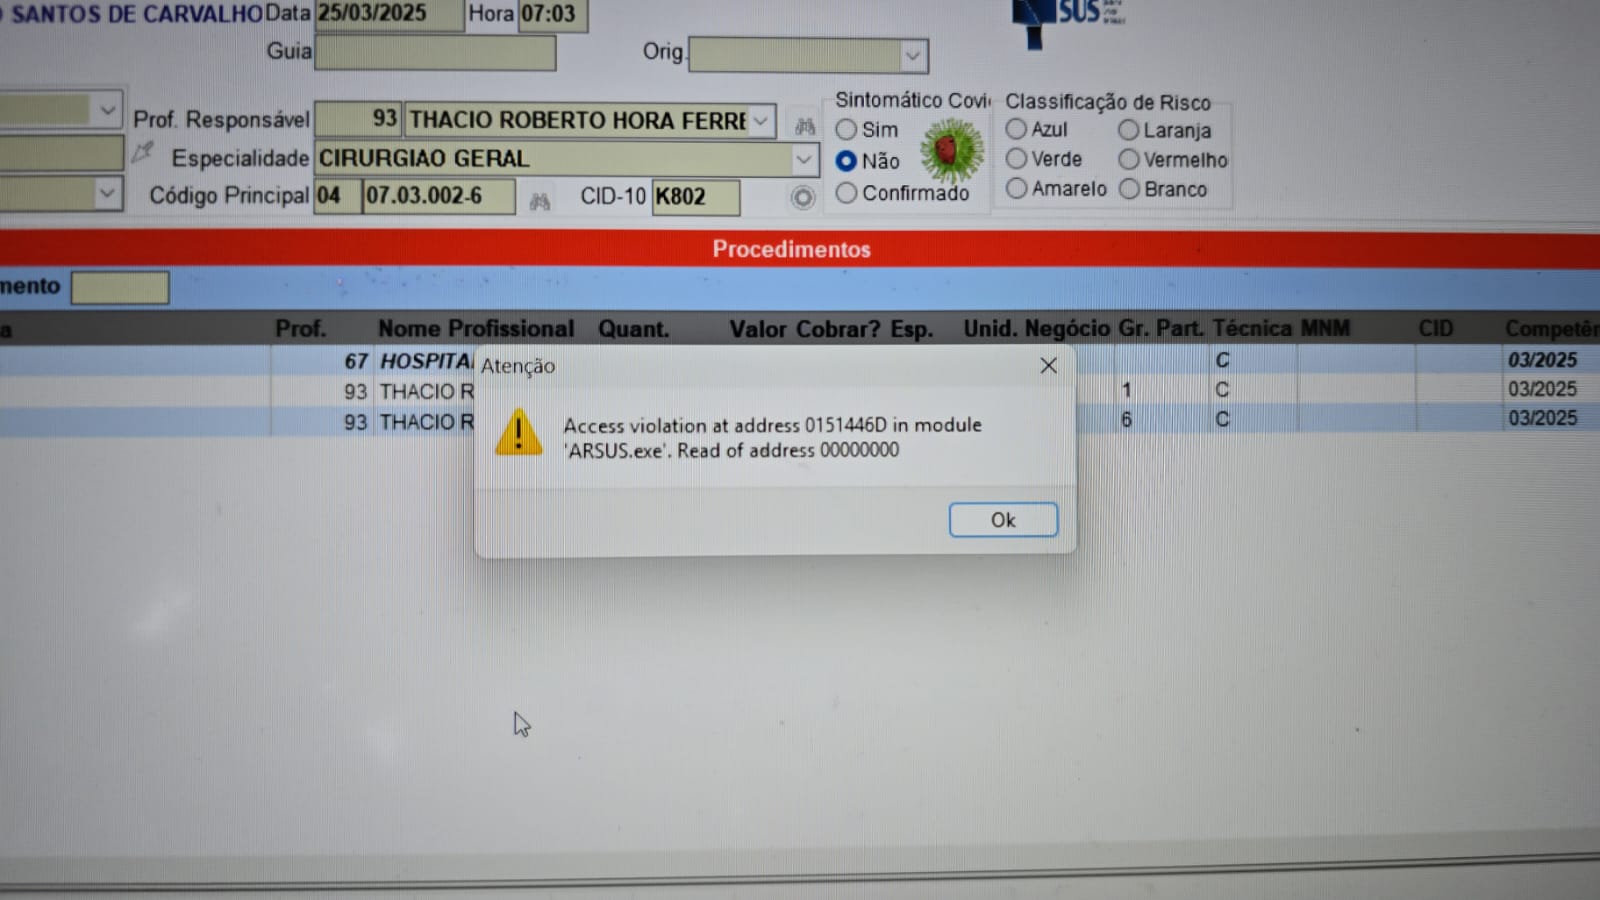 SANTOS DE CARVALHO Data 25/03/2025 Hora 07:03
SUS
Guia Orig.
Prof. Responsável 93 THACIO ROBERTO HORA FERRE
Especialidade CIRURGIAO GERAL
Código Principal 04 07.03.002-6 CID-10 K802
Sintomático Covi
Sim
Não
Confirmado
Classificação de Risco
Azul Laranja
Verde Vermelho
Amarelo Branco
Procedimentos
mento
a Prof. Nome Profissional Quant. Valor Cobrar? Esp. Unid. Negócio Gr. Part. Técnica MNM CID Competên
67 HOSPITA C 03/2025
93 THACIO R 1 C 03/2025
93 THACIO R 6 C 03/2025
Atenção
Access violation at address 0151446D in module
'ARSUS.exe'. Read of address 00000000
Ok